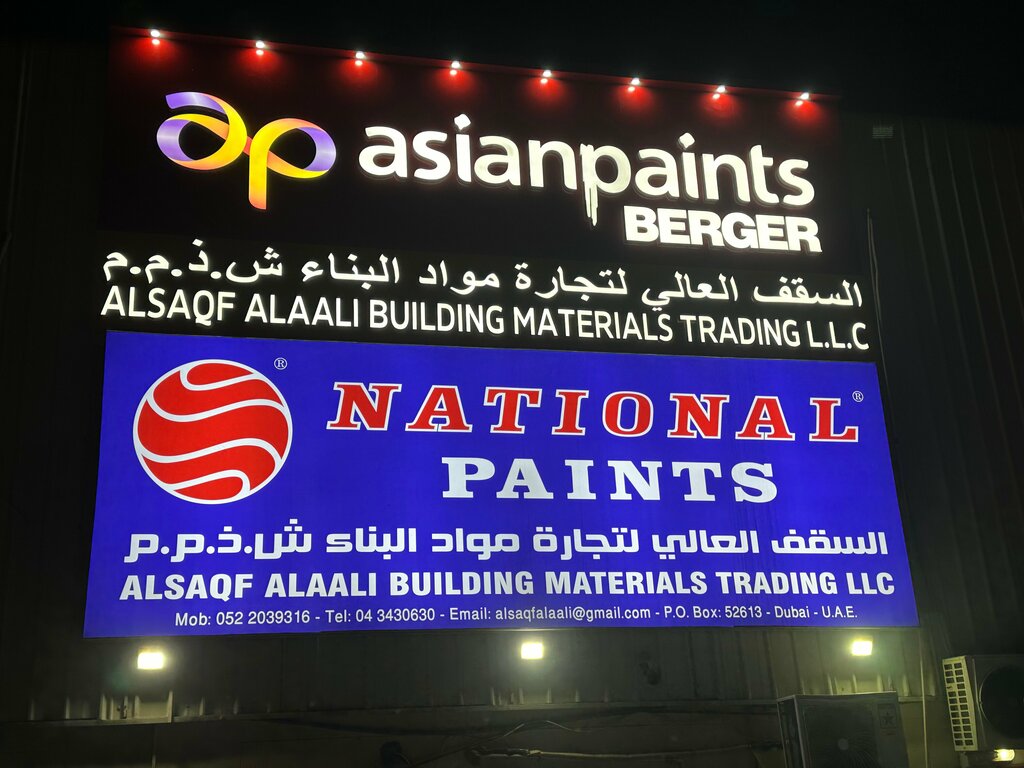 asianpaints
BERGER
السقف العالي لتجارة مواد البناء ش.ذ.م.م
ALSAQF ALAALI BUILDING MATERIALS TRADING L.L.C
®
NATIONAL®
PAINTS
السقف العالي لتجارة مواد البناء ش.ذ.م.م
ALSAQF ALAALI BUILDING MATERIALS TRADING LLC
Mob: 052 2039316 - Tel: 04 3430630 - Email: alsaqfalaali@gmail.com - P.O. Box: 52613 - Dubai - U.A.E.